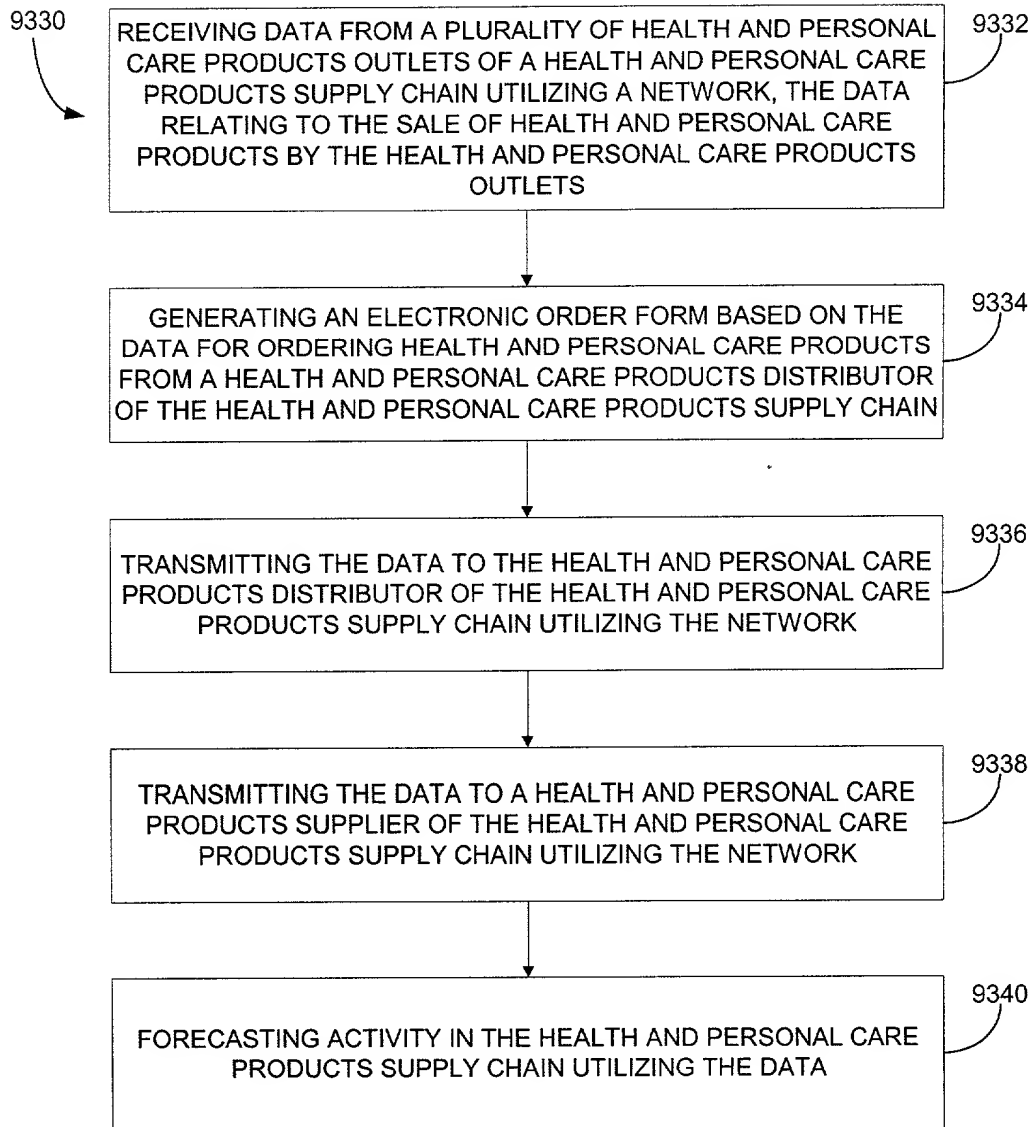 9330
RECEIVING DATA FROM A PLURALITY OF HEALTH AND PERSONAL
CARE PRODUCTS OUTLETS OF A HEALTH AND PERSONAL CARE
PRODUCTS SUPPLY CHAIN UTILIZING A NETWORK, THE DATA
RELATING TO THE SALE OF HEALTH AND PERSONAL CARE
PRODUCTS BY THE HEALTH AND PERSONAL CARE PRODUCTS
OUTLETS
9332
GENERATING AN ELECTRONIC ORDER FORM BASED ON THE
DATA FOR ORDERING HEALTH AND PERSONAL CARE PRODUCTS
FROM A HEALTH AND PERSONAL CARE PRODUCTS DISTRIBUTOR
OF THE HEALTH AND PERSONAL CARE PRODUCTS SUPPLY CHAIN
9334
TRANSMITTING THE DATA TO THE HEALTH AND PERSONAL CARE
PRODUCTS DISTRIBUTOR OF THE HEALTH AND PERSONAL CARE
PRODUCTS SUPPLY CHAIN UTILIZING THE NETWORK
9336
TRANSMITTING THE DATA TO A HEALTH AND PERSONAL CARE
PRODUCTS SUPPLIER OF THE HEALTH AND PERSONAL CARE
PRODUCTS SUPPLY CHAIN UTILIZING THE NETWORK
9338
FORECASTING ACTIVITY IN THE HEALTH AND PERSONAL CARE
PRODUCTS SUPPLY CHAIN UTILIZING THE DATA
9340